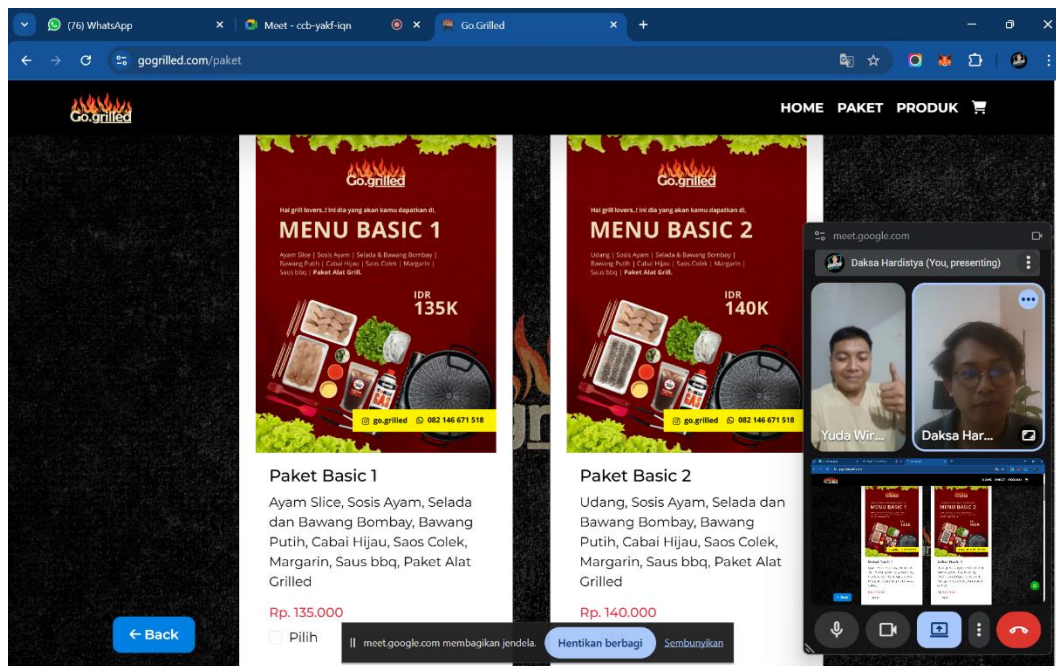 (76) WhatsApp
Meet - ccb-yakf-iqn
Go.Grilled
gogrilled.com/paket
Go.grilled
HOME PAKET PRODUK
Go.grilled
Hai grill lovers..! Ini dia yang akan kamu dapatkan di,
MENU BASIC 1
Ayam Slice | Sosis Ayam | Selada & Bawang Bombay |
Bawang Putih | Cabai Hijau | Saos Colek | Margarin |
Saus bbq | Paket Alat Grill.
IDR
135K
go.grilled 082 146 671 518
Paket Basic 1
Ayam Slice, Sosis Ayam, Selada
dan Bawang Bombay, Bawang
Putih, Cabai Hijau, Saos Colek,
Margarin, Saus bbq, Paket Alat
Grilled
Rp. 135.000
Pilih
Go.grilled
Hai grill lovers..! Ini dia yang akan kamu dapatkan di,
MENU BASIC 2
Udang | Sosis Ayam | Selada & Bawang Bombay |
Bawang Putih | Cabai Hijau | Saos Colek | Margarin |
Saus bbq | Paket Alat Grill.
IDR
140K
go.grilled 082 146 671 518
Paket Basic 2
Udang, Sosis Ayam, Selada dan
Bawang Bombay, Bawang
Putih, Cabai Hijau, Saos Colek,
Margarin, Saus bbq, Paket Alat
Grilled
Rp. 140.000
← Back
meet.google.com membagikan jendela.
Hentikan berbagi
Sembunyikan
meet.google.com
Daksa Hardistya (You, presenting)
Yuda Wir...
Daksa Har...
MENU BASIC 1
MENU BASIC 2